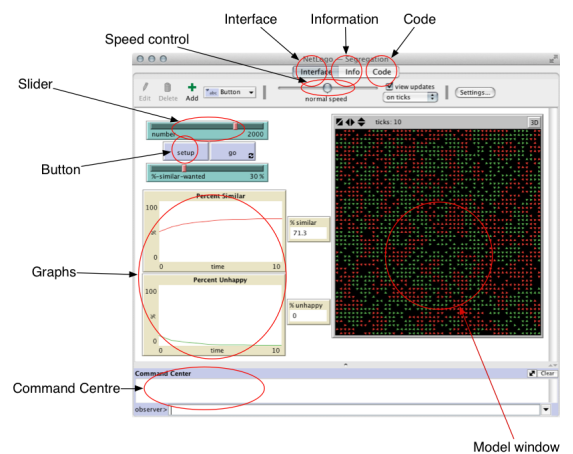 Interface
Information
Code
Speed control
NetLogo — Segregation
Interface Info Code
Edit Delete Add abc Button normal speed view updates on ticks Settings...
Slider
number 2000
setup go
Button
%-similar-wanted 30 %
ticks: 10 3D
Percent Similar
100
%
0
0 time 10
% similar
71.3
Graphs
Percent Unhappy
100
%
0
0 time 10
% unhappy
0
Command Center Clear
Command Centre
observer>
Model window